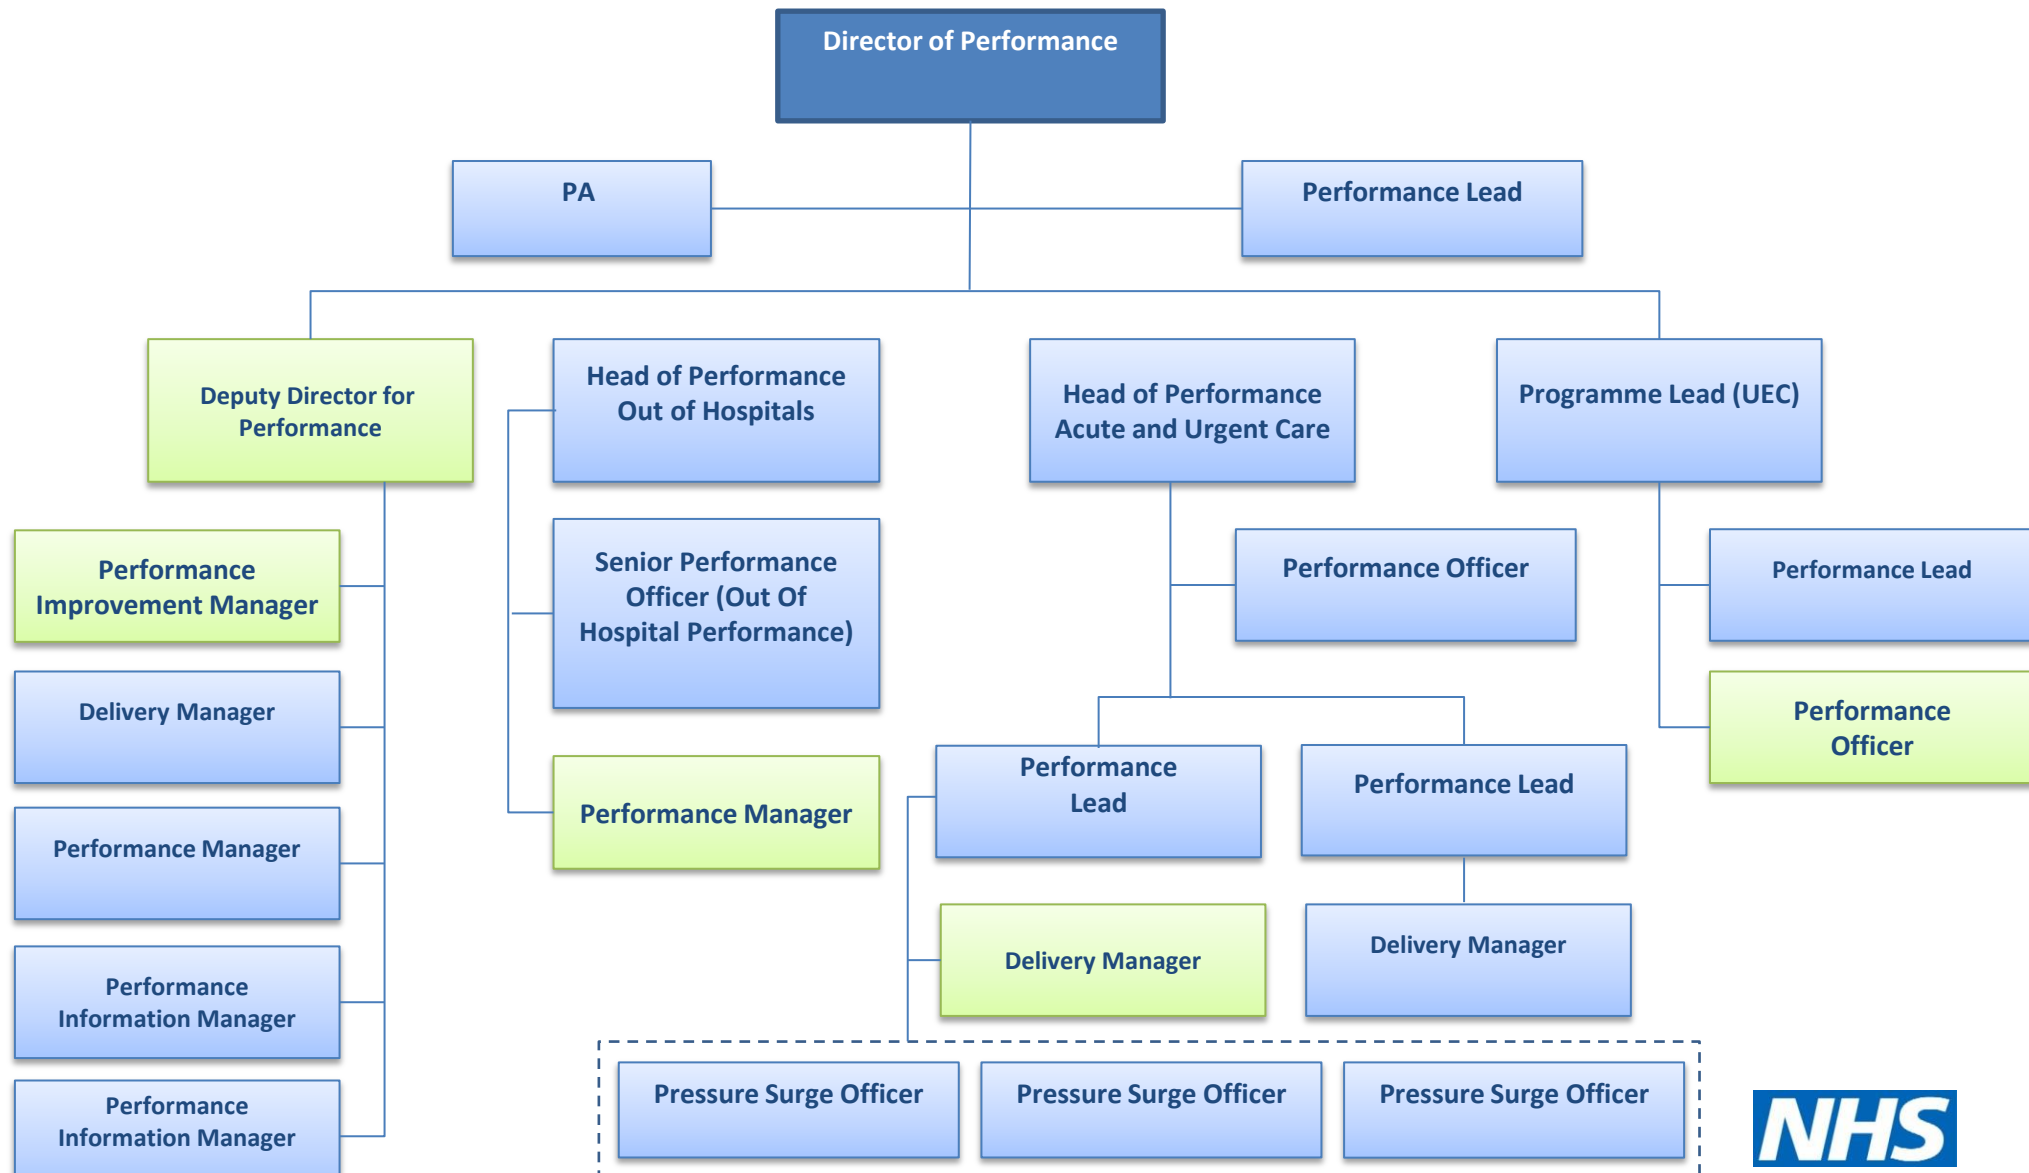 Director of Performance
PA
Performance Lead
Deputy Director for
Performance
Head of Performance
Out of Hospitals
Head of Performance
Acute and Urgent Care
Programme Lead (UEC)
Performance
Improvement Manager
Senior Performance
Officer (Out Of
Hospital Performance)
Performance Officer
Performance Lead
Delivery Manager
Performance
Officer
Performance Manager
Performance Manager
Performance
Lead
Performance Lead
Performance
Information Manager
Delivery Manager
Delivery Manager
Performance
Information Manager
Pressure Surge Officer
Pressure Surge Officer
Pressure Surge Officer
NHS